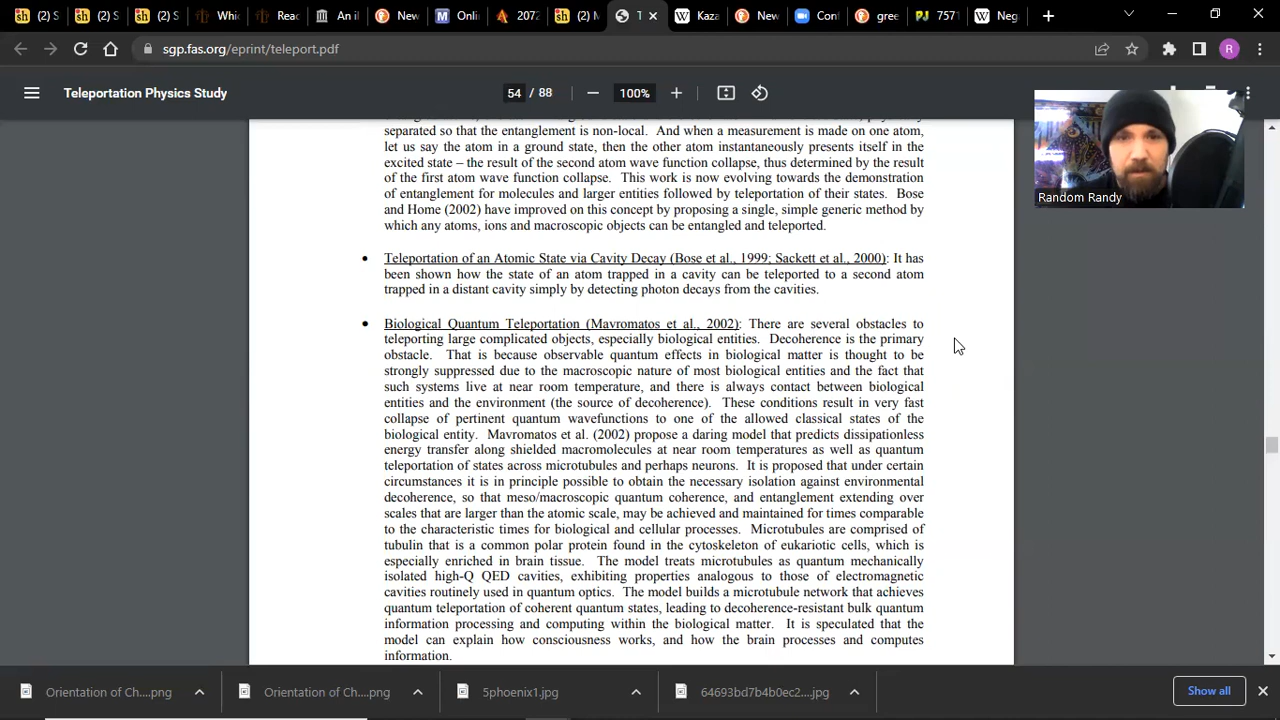 (2) S
(2) S
(2) S
Whi
Reac
An il
New
Onli
2072
(2) M
T
Kaza
New
Conf
gree
7571
Neg
sgp.fas.org/eprint/teleport.pdf
R
Teleportation Physics Study
54 / 88
100%
separated so that the entanglement is non-local. And when a measurement is made on one atom,
let us say the atom in a ground state, then the other atom instantaneously presents itself in the
excited state – the result of the second atom wave function collapse, thus determined by the result
of the first atom wave function collapse. This work is now evolving towards the demonstration
of entanglement for molecules and larger entities followed by teleportation of their states. Bose
and Home (2002) have improved on this concept by proposing a single, simple generic method by
which any atoms, ions and macroscopic objects can be entangled and teleported.
• Teleportation of an Atomic State via Cavity Decay (Bose et al., 1999; Sackett et al., 2000): It has
been shown how the state of an atom trapped in a cavity can be teleported to a second atom
trapped in a distant cavity simply by detecting photon decays from the cavities.
• Biological Quantum Teleportation (Mavromatos et al., 2002): There are several obstacles to
teleporting large complicated objects, especially biological entities. Decoherence is the primary
obstacle. That is because observable quantum effects in biological matter is thought to be
strongly suppressed due to the macroscopic nature of most biological entities and the fact that
such systems live at near room temperature, and there is always contact between biological
entities and the environment (the source of decoherence). These conditions result in very fast
collapse of pertinent quantum wavefunctions to one of the allowed classical states of the
biological entity. Mavromatos et al. (2002) propose a daring model that predicts dissipationless
energy transfer along shielded macromolecules at near room temperatures as well as quantum
teleportation of states across microtubules and perhaps neurons. It is proposed that under certain
circumstances it is in principle possible to obtain the necessary isolation against environmental
decoherence, so that meso/macroscopic quantum coherence, and entanglement extending over
scales that are larger than the atomic scale, may be achieved and maintained for times comparable
to the characteristic times for biological and cellular processes. Microtubules are comprised of
tubulin that is a common polar protein found in the cytoskeleton of eukariotic cells, which is
especially enriched in brain tissue. The model treats microtubules as quantum mechanically
isolated high-Q QED cavities, exhibiting properties analogous to those of electromagnetic
cavities routinely used in quantum optics. The model builds a microtubule network that achieves
quantum teleportation of coherent quantum states, leading to decoherence-resistant bulk quantum
information processing and computing within the biological matter. It is speculated that the
model can explain how consciousness works, and how the brain processes and computes
information.
Random Randy
Orientation of Ch....png
Orientation of Ch....png
5phoenix1.jpg
64693bd7b4b0ec2....jpg
Show all